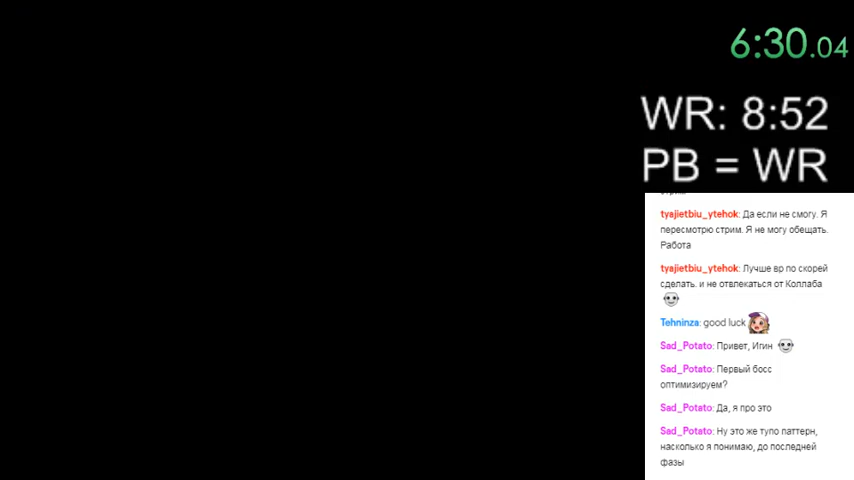 6:30.04
WR: 8:52
PB = WR
tyajietbiu_ytehok: Да если не смогу. Я
пересмотрю стрим. Я не могу обещать.
Работа
tyajietbiu_ytehok: Лучше вр по скорей
сделать. и не отвлекаться от Коллаба
Tehninza: good luck
Sad_Potato: Привет, Игин
Sad_Potato: Первый босс
оптимизируем?
Sad_Potato: Да, я про это
Sad_Potato: Ну это же тупо паттерн,
насколько я понимаю, до последней
фазы